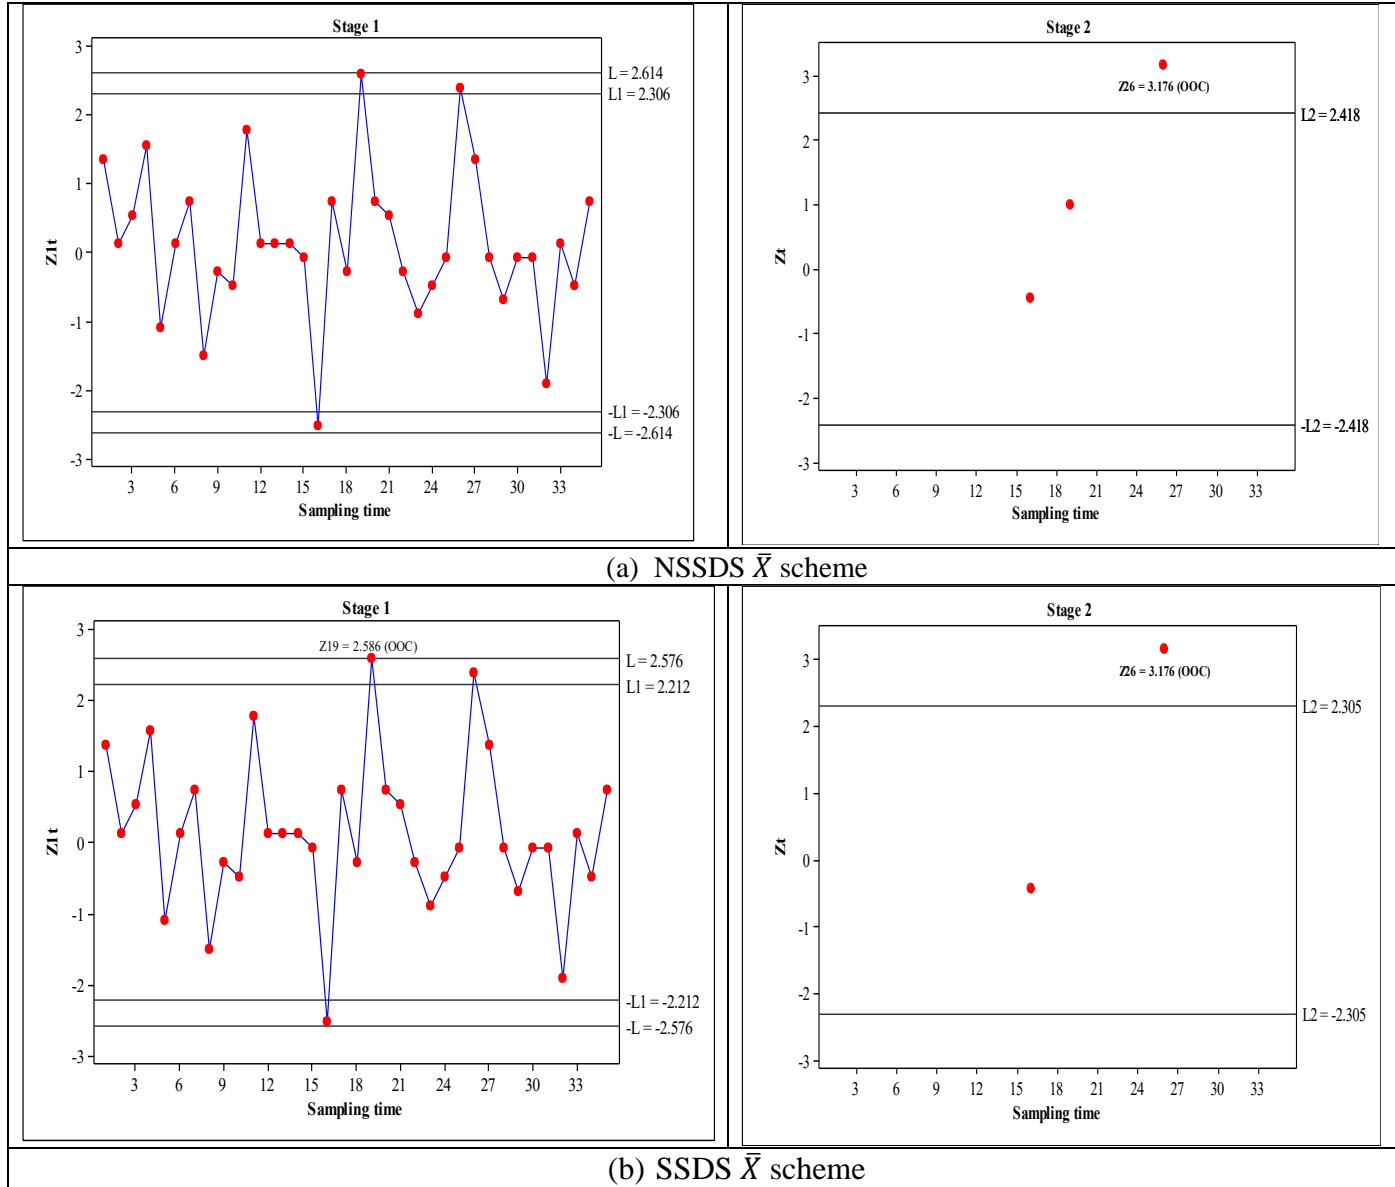 Stage 1
3
2
1
0
-1
-2
-3
Z1t
L = 2.614
L1 = 2.306
-L1 = -2.306
-L = -2.614
3 6 9 12 15 18 21 24 27 30 33
Sampling time
Stage 2
3
2
1
0
-1
-2
-3
Zt
Z26 = 3.176 (OOC)
L2 = 2.418
-L2 = -2.418
3 6 9 12 15 18 21 24 27 30 33
Sampling time
(a) NSSDS X̄ scheme
Stage 1
3
2
1
0
-1
-2
-3
Z1t
Z19 = 2.586 (OOC)
L = 2.576
L1 = 2.212
-L1 = -2.212
-L = -2.576
3 6 9 12 15 18 21 24 27 30 33
Sampling time
Stage 2
3
2
1
0
-1
-2
-3
Zt
Z26 = 3.176 (OOC)
L2 = 2.305
L2 = -2.305
3 6 9 12 15 18 21 24 27 30 33
Sampling time
(b) SSDS X̄ scheme